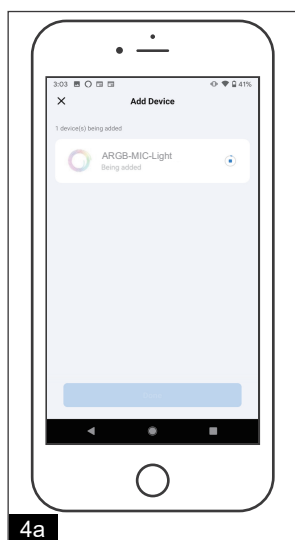 3:03 41%
Add Device
1 device(s) being added
ARGB-MIC-Light
Being added
4a